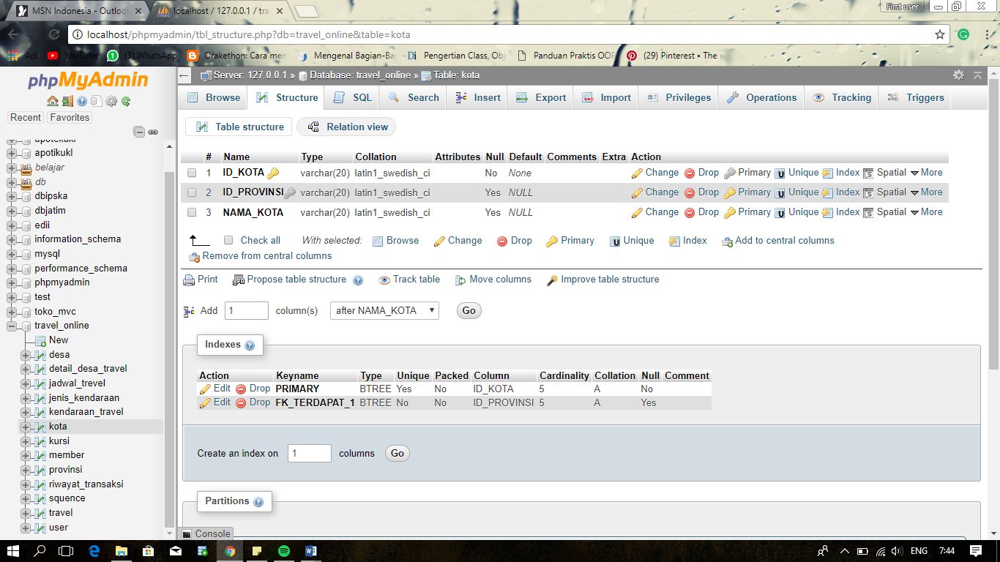 MSN Indonesia - Outlook
localhost / 127.0.0.1 / tra
First user
localhost/phpmyadmin/tbl_structure.php?db=travel_online&table=kota
Apl
YouTube
(3) WhatsApp
Orakethon: Cara men
Mengenal Bagian-Ba
Di Pengertian Class, Obj
Panduan Praktis OOP
(29) Pinterest • The w
phpMyAdmin
Recent Favorites
apotekukl
apotikukl
belajar
db
dbipska
dbjatim
edii
information_schema
mysql
performance_schema
phpmyadmin
test
toko_mvc
travel_online
New
desa
detail_desa_travel
jadwal_trevel
jenis_kendaraan
kendaraan_travel
kota
kursi
member
provinsi
riwayat_transaksi
squence
travel
user
Server: 127.0.0.1 » Database: travel_online » Table: kota
Browse Structure SQL Search Insert Export Import Privileges Operations Tracking Triggers
Table structure Relation view
# Name Type Collation Attributes Null Default Comments Extra Action
1 ID_KOTA varchar(20) latin1_swedish_ci No None Change Drop Primary Unique Index Spatial More
2 ID_PROVINSI varchar(20) latin1_swedish_ci Yes NULL Change Drop Primary Unique Index Spatial More
3 NAMA_KOTA varchar(20) latin1_swedish_ci Yes NULL Change Drop Primary Unique Index Spatial More
Check all With selected: Browse Change Drop Primary Unique Index Add to central columns
Remove from central columns
Print Propose table structure Track table Move columns Improve table structure
Add 1 column(s) after NAMA_KOTA Go
Indexes
Action Keyname Type Unique Packed Column Cardinality Collation Null Comment
Edit Drop PRIMARY BTREE Yes No ID_KOTA 5 A No
Edit Drop FK_TERDAPAT_1 BTREE No No ID_PROVINSI 5 A Yes
Create an index on 1 columns Go
Partitions
Console
ENG 7:44